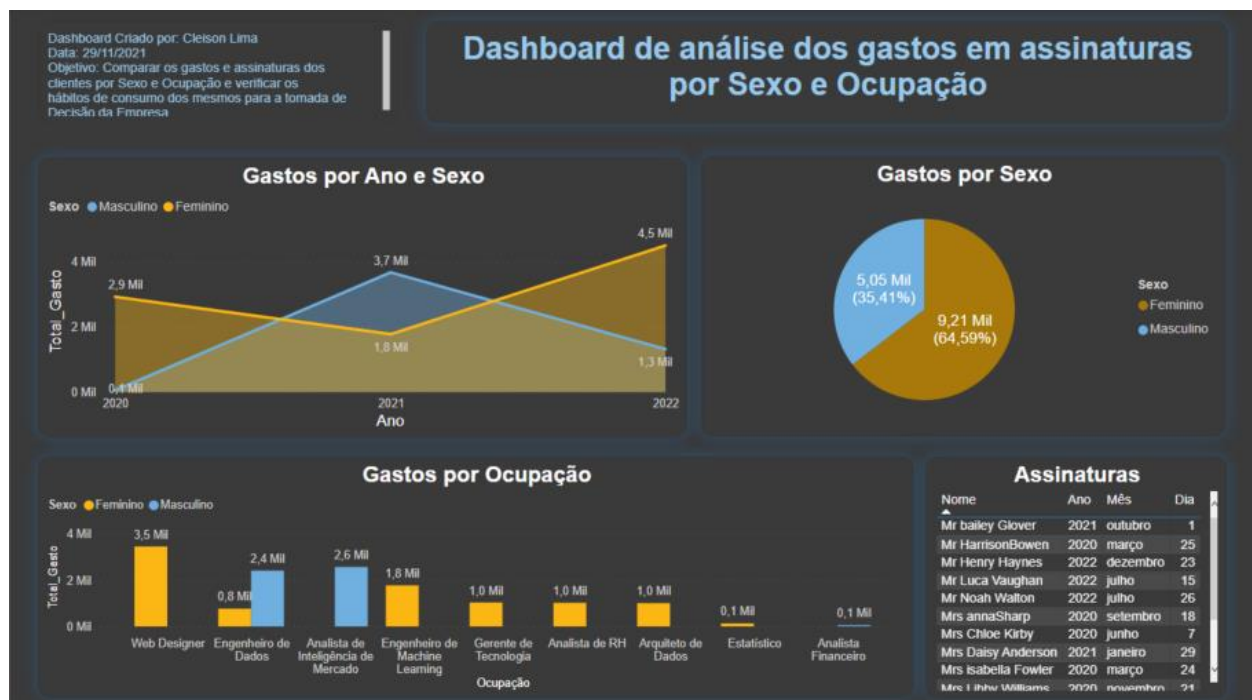 Dashboard Criado por: Cleison Lima
Data: 29/11/2021
Objetivo: Comparar os gastos e assinaturas dos
clientes por Sexo e Ocupação e verificar os
hábitos de consumo dos mesmos para a tomada de
Decisão da Empresa
Dashboard de análise dos gastos em assinaturas
por Sexo e Ocupação
Gastos por Ano e Sexo
Sexo Masculino Feminino
Total_Gasto
4 Mil
2 Mil
0 Mil
2,9 Mil
3,7 Mil
4,5 Mil
0,1 Mil
1,8 Mil
1,3 Mil
2020
2021
2022
Ano
Gastos por Sexo
5,05 Mil
(35,41%)
9,21 Mil
(64,59%)
Sexo
Feminino
Masculino
Gastos por Ocupação
Sexo Feminino Masculino
Total_Gasto
4 Mil
2 Mil
0 Mil
3,5 Mil
0,8 Mil
2,4 Mil
2,6 Mil
1,8 Mil
1,0 Mil
1,0 Mil
1,0 Mil
0,1 Mil
0,1 Mil
Web Designer
Engenheiro de
Dados
Analista de
Inteligência de
Mercado
Engenheiro de
Machine
Learning
Gerente de
Tecnologia
Analista de RH
Arquiteto de
Dados
Estatístico
Analista
Financeiro
Ocupação
Assinaturas
Nome Ano Mês Dia
Mr bailey Glover 2021 outubro 1
Mr HarrisonBowen 2020 março 25
Mr Henry Haynes 2022 dezembro 23
Mr Luca Vaughan 2022 julho 15
Mr Noah Walton 2022 julho 26
Mrs annaSharp 2020 setembro 18
Mrs Chloe Kirby 2020 junho 7
Mrs Daisy Anderson 2021 janeiro 29
Mrs isabella Fowler 2020 março 24
Mrs Libby Williams 2020 novembro 21